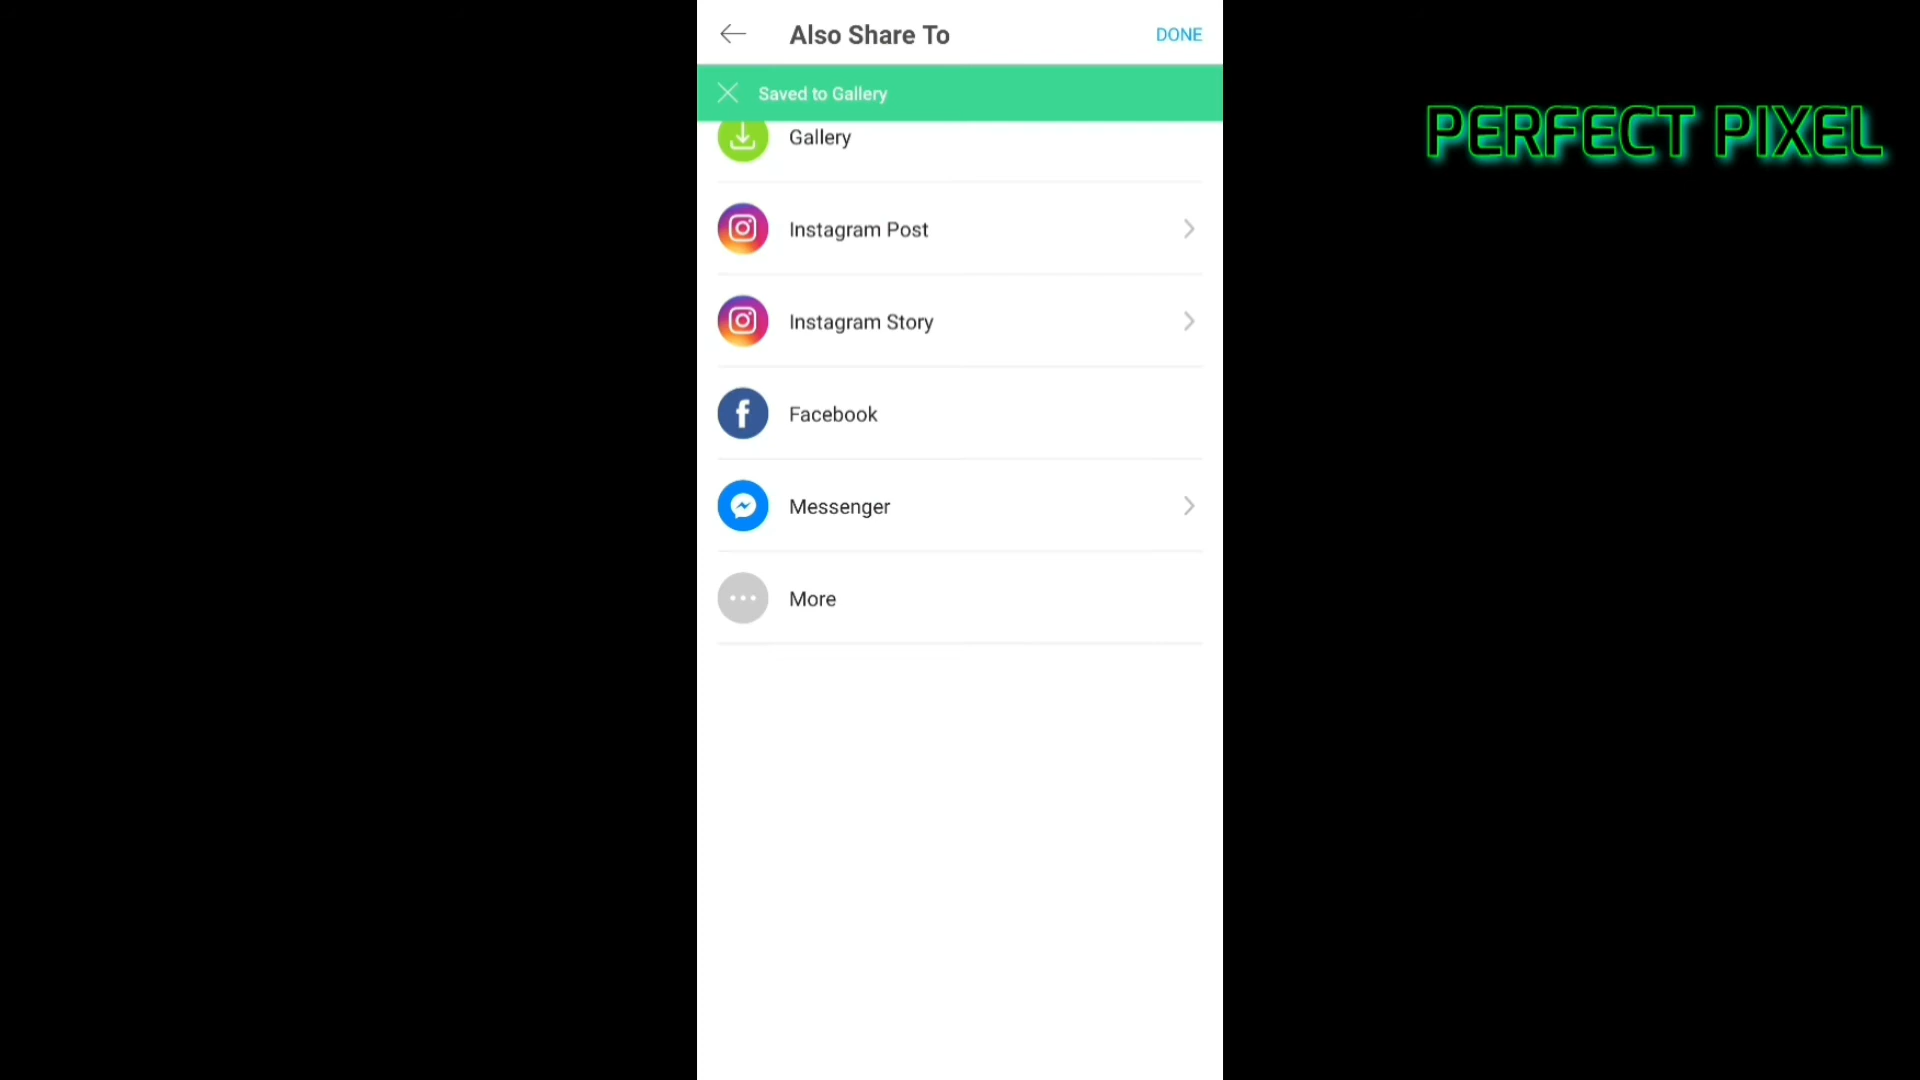 Also Share To
DONE
Saved to Gallery
PERFECT PIXEL
Gallery
Instagram Post
Instagram Story
Facebook
Messenger
More